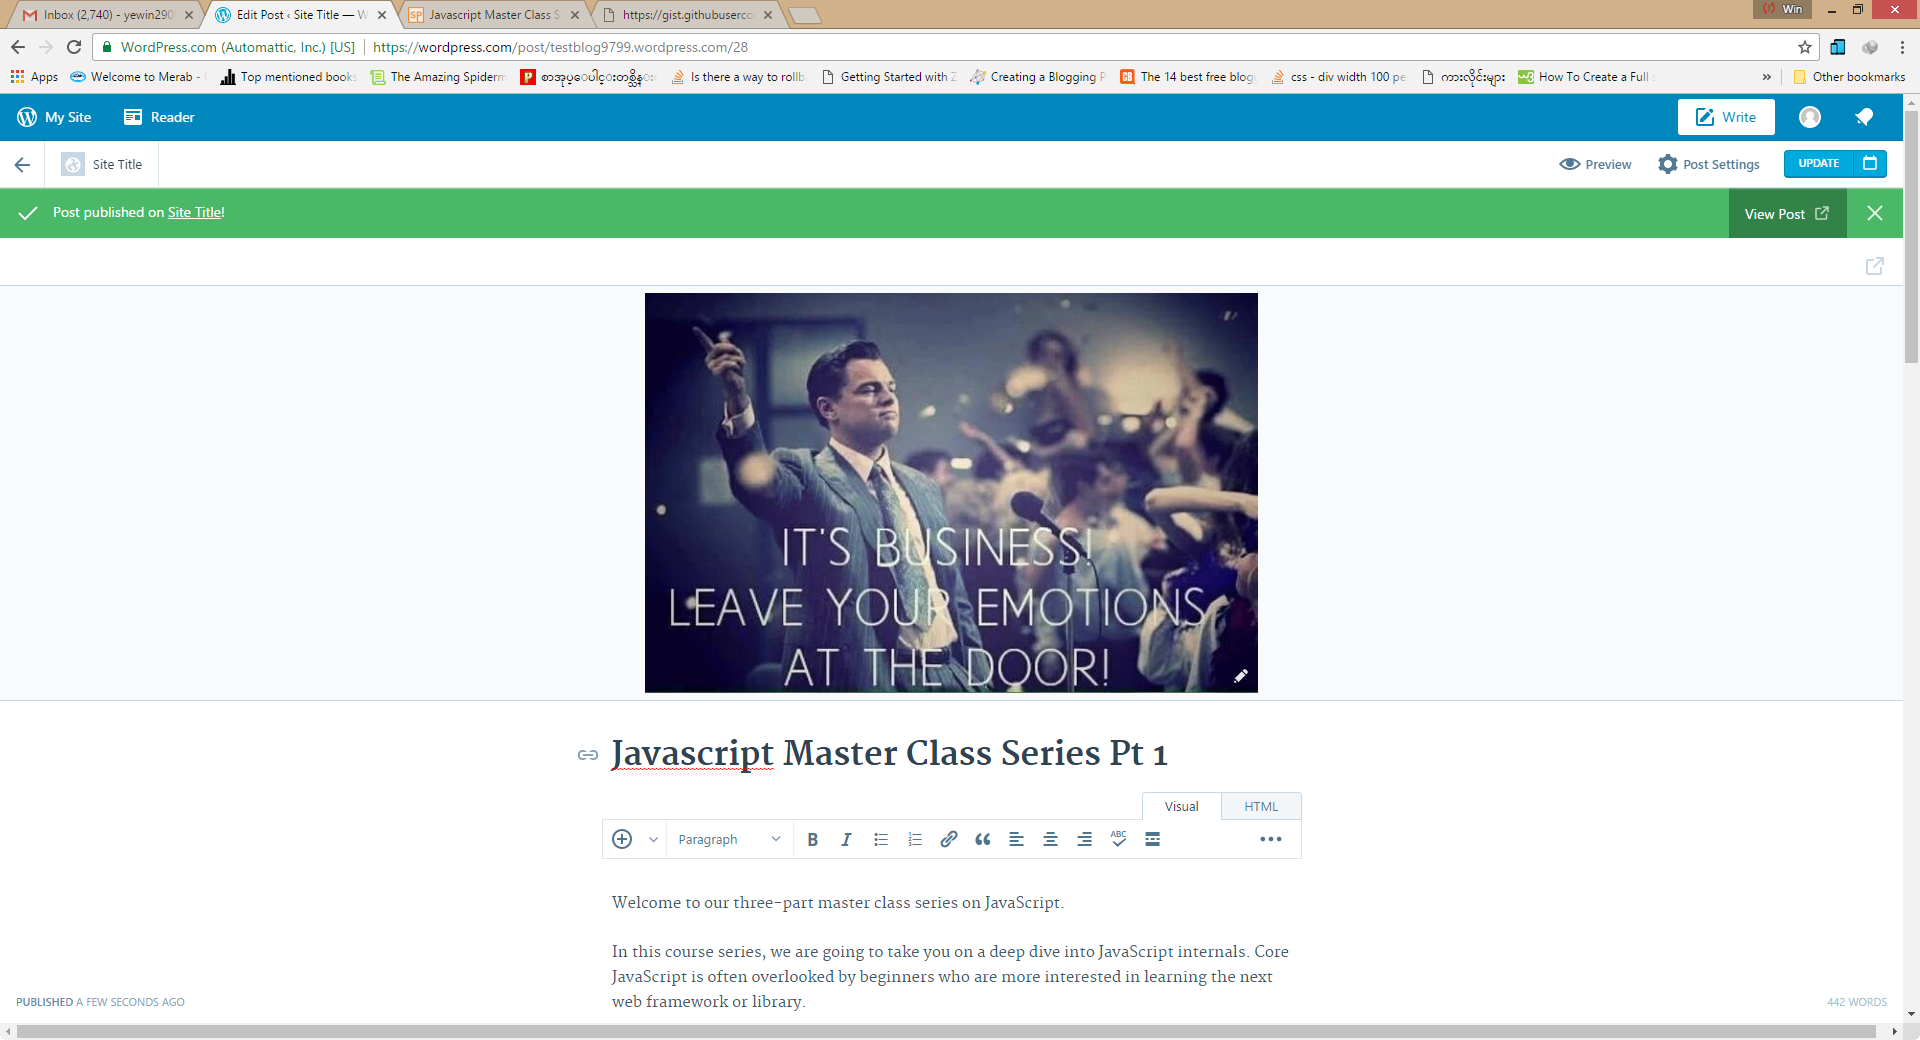 Inbox (2,740) - yewin290
Edit Post ‹ Site Title — W
Javascript Master Class S
https://gist.githubuserco
Win
WordPress.com (Automattic, Inc.) [US]
https://wordpress.com/post/testblog9799.wordpress.com/28
Apps
Welcome to Merab -
Top mentioned books
The Amazing Spiderm
Is there a way to rollb
Getting Started with Z
Creating a Blogging P
CB
The 14 best free blog
css - div width 100 pe
ကားလိုင်းများ
How To Create a Full s
»
Other bookmarks
My Site
Reader
Write
Site Title
Preview
Post Settings
UPDATE
Post published on Site Title!
View Post
IT'S BUSINESS!
LEAVE YOUR EMOTIONS
AT THE DOOR!
Javascript Master Class Series Pt 1
Visual
HTML
Paragraph
B
I
ABC
Welcome to our three-part master class series on JavaScript.
In this course series, we are going to take you on a deep dive into JavaScript internals. Core
JavaScript is often overlooked by beginners who are more interested in learning the next
web framework or library.
PUBLISHED A FEW SECONDS AGO
442 WORDS